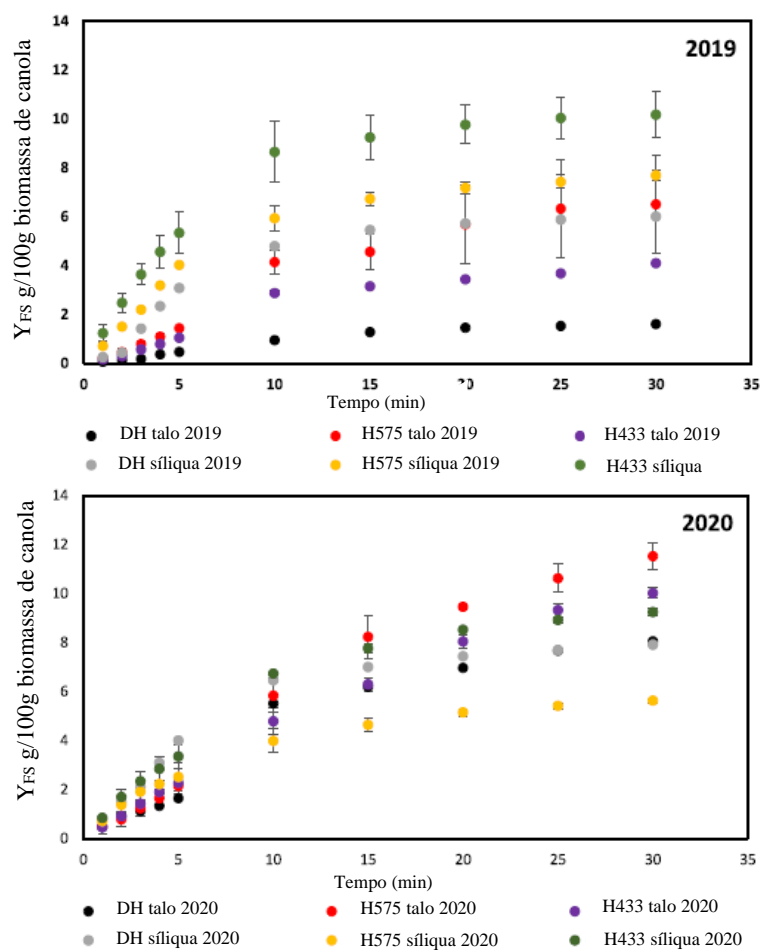 2019
14
12
10
8
6
4
2
0
0 5 10 15 20 25 30 35
Y_FS g/100g biomassa de canola
Tempo (min)
DH talo 2019 H575 talo 2019 H433 talo 2019
DH síliqua 2019 H575 síliqua 2019 H433 síliqua
2020
14
12
10
8
6
4
2
0
0 5 10 15 20 25 30 35
Y_FS g/100g biomassa de canola
Tempo (min)
DH talo 2020 H575 talo 2020 H433 talo 2020
DH síliqua 2020 H575 síliqua 2020 H433 síliqua 2020